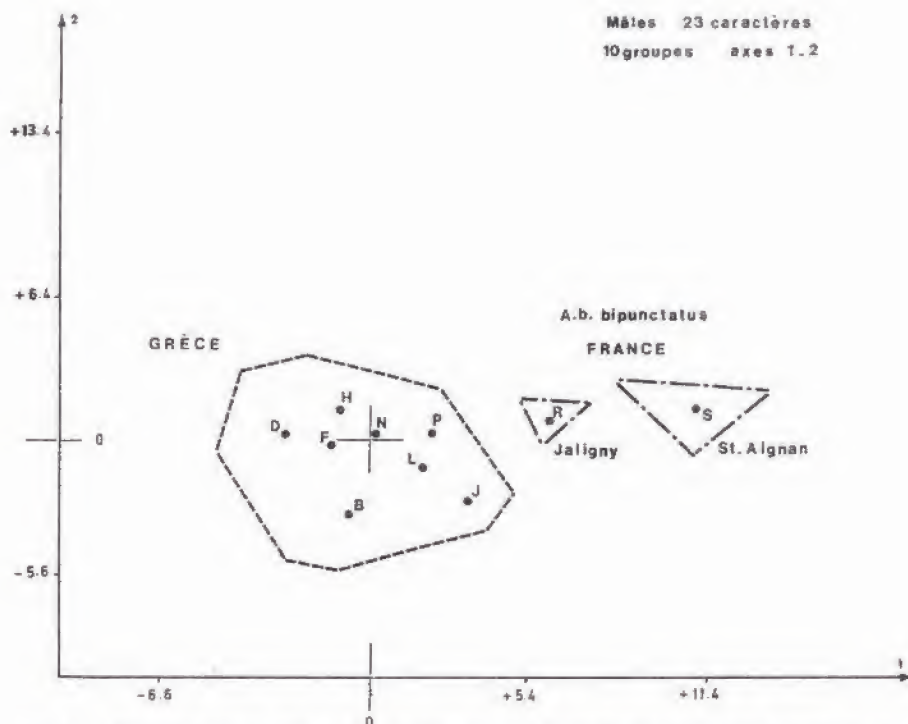 2
Mâles 23 caractères
10 groupes axes 1.2
+13.4
+6.4
A.b. bipunctatus
GRÈCE
FRANCE
H
D
F
N
P
R
S
0
L
Jaligny
St. Aignan
J
B
-5.6
1
-6.6
+5.4
+11.4
0